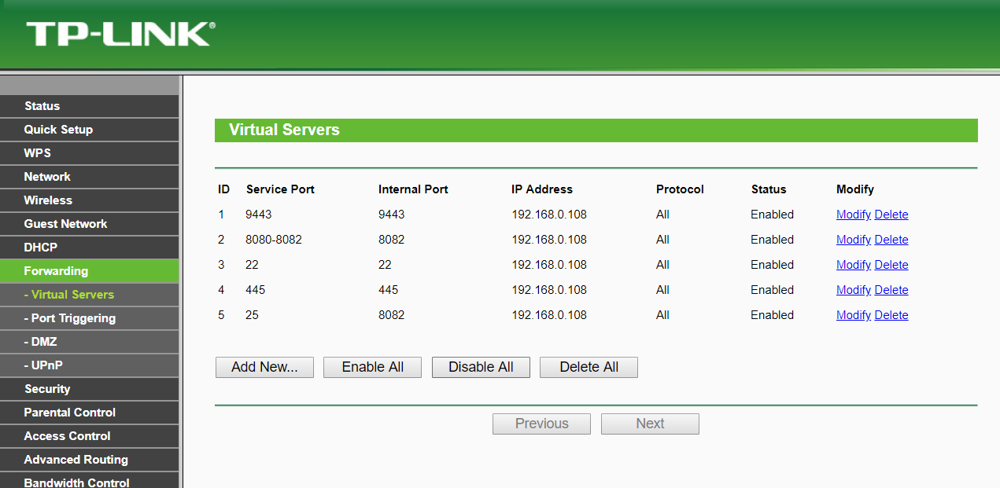 TP-LINK®
Status
Quick Setup
WPS
Network
Wireless
Guest Network
DHCP
Forwarding
- Virtual Servers
- Port Triggering
- DMZ
- UPnP
Security
Parental Control
Access Control
Advanced Routing
Bandwidth Control
Virtual Servers
ID Service Port Internal Port IP Address Protocol Status Modify
1 9443 9443 192.168.0.108 All Enabled Modify Delete
2 8080-8082 8082 192.168.0.108 All Enabled Modify Delete
3 22 22 192.168.0.108 All Enabled Modify Delete
4 445 445 192.168.0.108 All Enabled Modify Delete
5 25 8082 192.168.0.108 All Enabled Modify Delete
Add New... Enable All Disable All Delete All
Previous Next